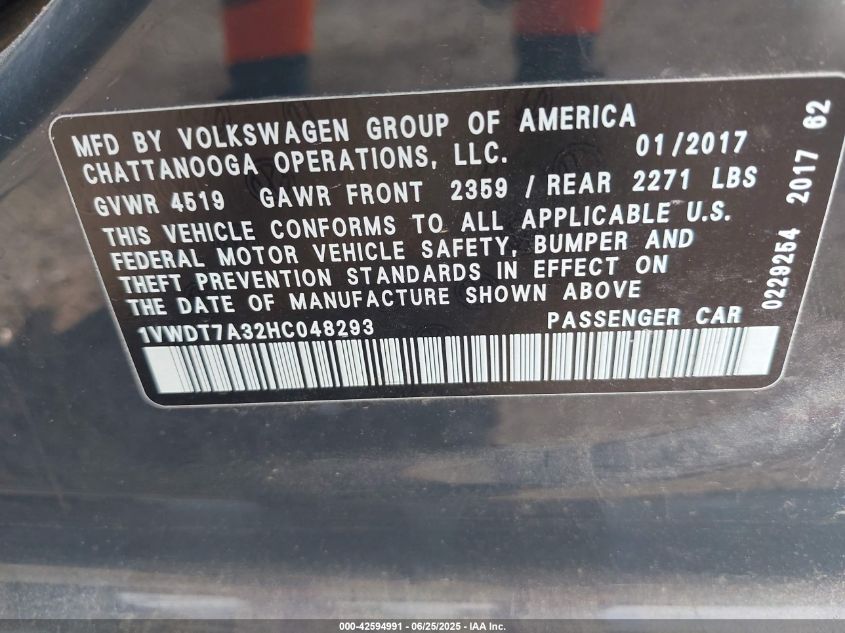 MFD BY VOLKSWAGEN GROUP OF AMERICA
CHATTANOOGA OPERATIONS, LLC. 01/2017
GVWR 4519 GAWR FRONT 2359 / REAR 2271 LBS
THIS VEHICLE CONFORMS TO ALL APPLICABLE U.S.
FEDERAL MOTOR VEHICLE SAFETY, BUMPER AND
THEFT PREVENTION STANDARDS IN EFFECT ON
THE DATE OF MANUFACTURE SHOWN ABOVE
1VWDT7A32HC048293 PASSENGER CAR
0229254 2017 62
000-42594991 - 06/25/2025 - IAA Inc.